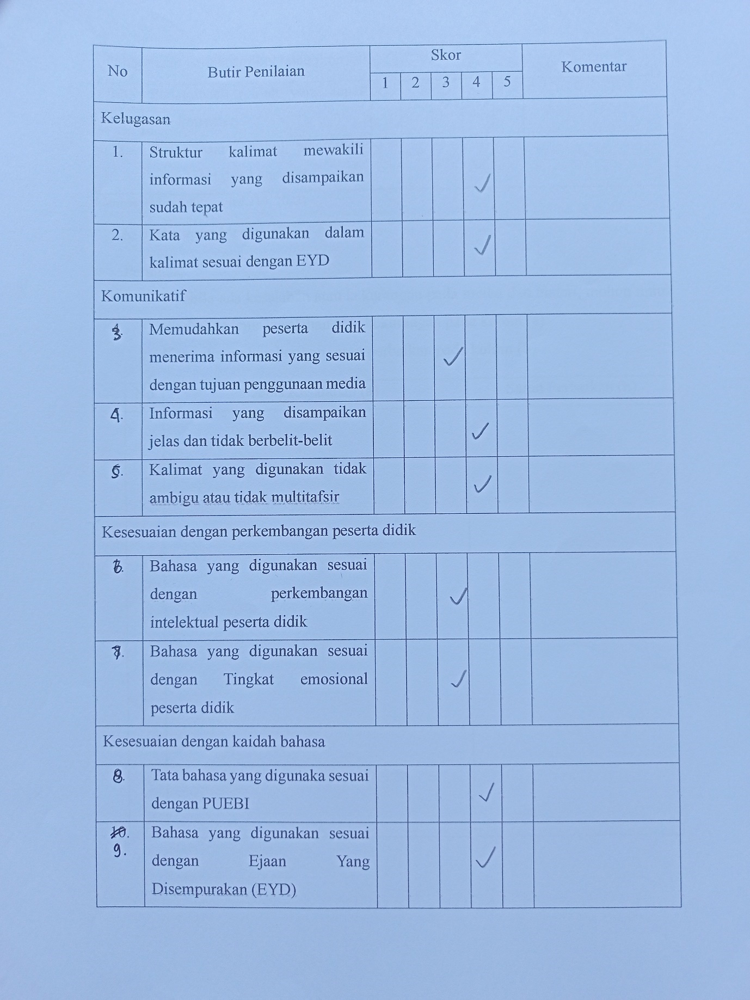 No Butir Penilaian Skor Komentar
1 2 3 4 5
Kelugasan
1. Struktur kalimat mewakili
informasi yang disampaikan ✓
sudah tepat
2. Kata yang digunakan dalam ✓
kalimat sesuai dengan EYD
Komunikatif
3. Memudahkan peserta didik
menerima informasi yang sesuai ✓
dengan tujuan penggunaan media
4. Informasi yang disampaikan ✓
jelas dan tidak berbelit-belit
5. Kalimat yang digunakan tidak ✓
ambigu atau tidak multitafsir
Kesesuaian dengan perkembangan peserta didik
6. Bahasa yang digunakan sesuai
dengan perkembangan ✓
intelektual peserta didik
7. Bahasa yang digunakan sesuai
dengan Tingkat emosional ✓
peserta didik
Kesesuaian dengan kaidah bahasa
8. Tata bahasa yang digunaka sesuai ✓
dengan PUEBI
10. Bahasa yang digunakan sesuai
9. dengan Ejaan Yang ✓
Disempurakan (EYD)